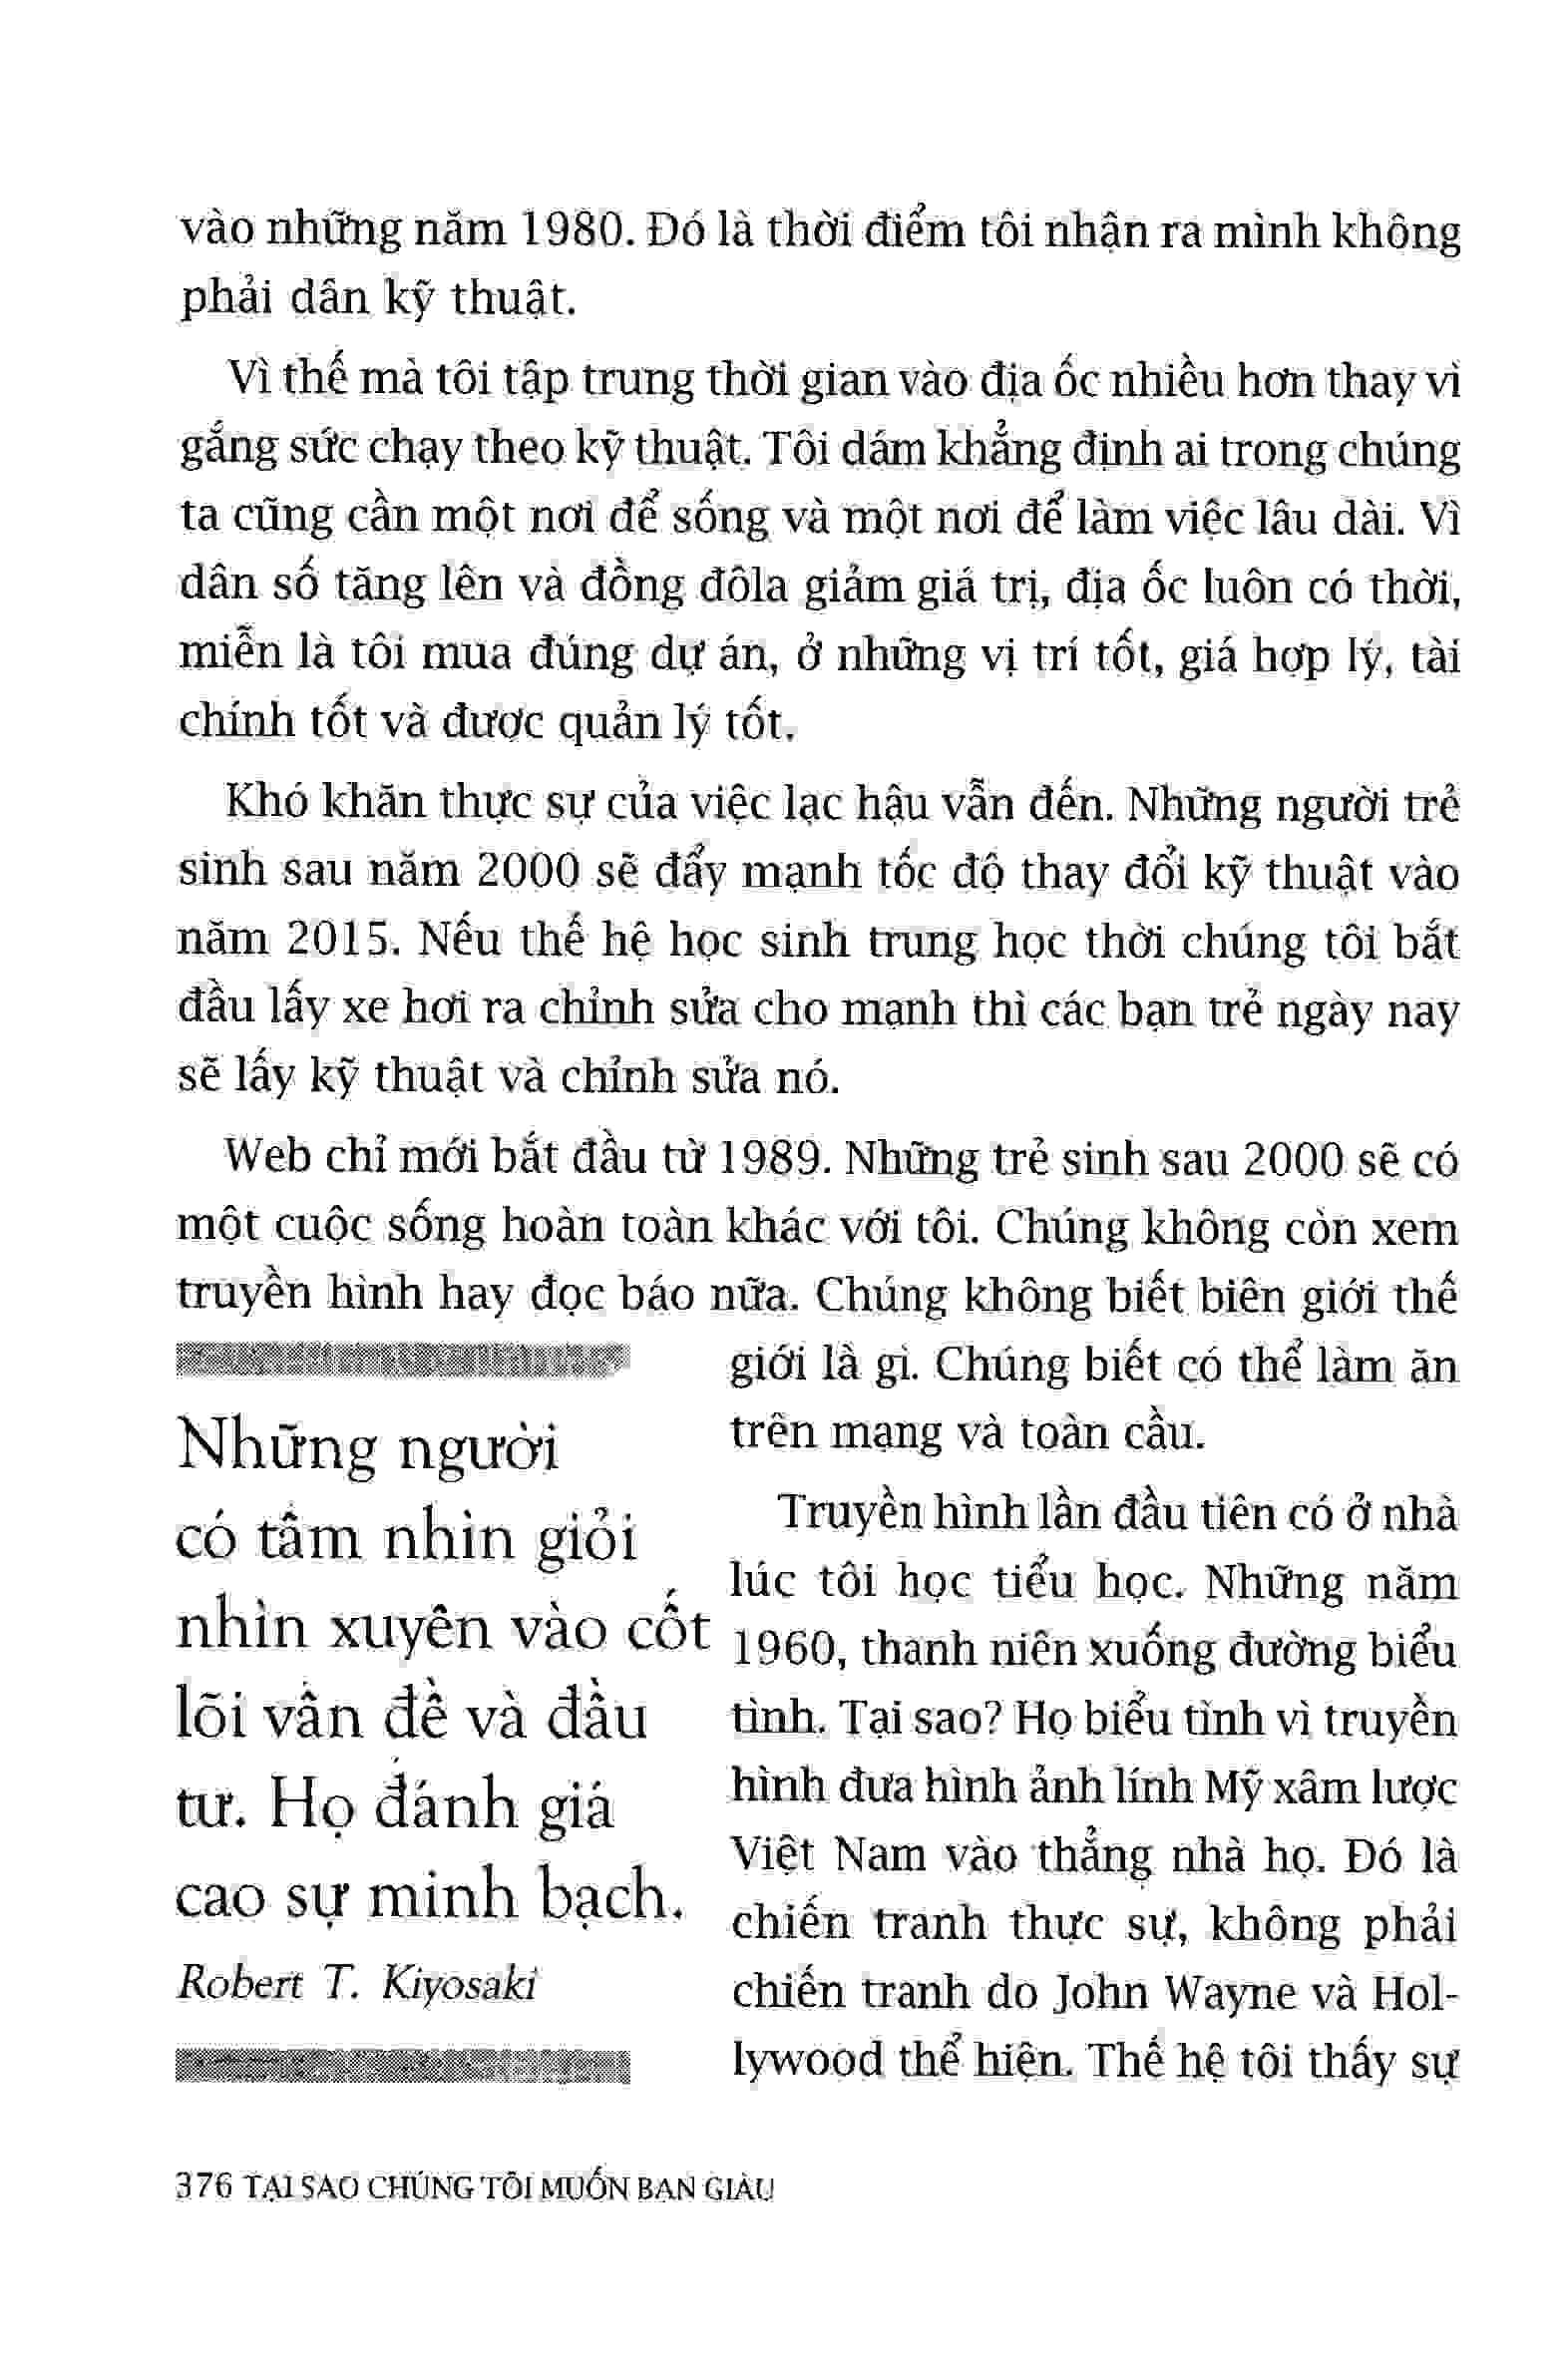 vào những năm 1980. Đó là thời điểm tôi nhận ra mình không
phải dân kỹ thuật.
Vì thế mà tôi tập trung thời gian vào địa ốc nhiều hơn thay vì
gắng sức chạy theo kỹ thuật. Tôi dám khẳng định ai trong chúng
ta cũng cần một nơi để sống và một nơi để làm việc lâu dài. Vì
dân số tăng lên và đồng đôla giảm giá trị, địa ốc luôn có thời,
miễn là tôi mua đúng dự án, ở những vị trí tốt, giá hợp lý, tài
chính tốt và được quản lý tốt.
Khó khăn thực sự của việc lạc hậu vẫn đến. Những người trẻ
sinh sau năm 2000 sẽ đẩy mạnh tốc độ thay đổi kỹ thuật vào
năm 2015. Nếu thế hệ học sinh trung học thời chúng tôi bắt
đầu lấy xe hơi ra chỉnh sửa cho mạnh thì các bạn trẻ ngày nay
sẽ lấy kỹ thuật và chỉnh sửa nó.
Web chỉ mới bắt đầu từ 1989. Những trẻ sinh sau 2000 sẽ có
một cuộc sống hoàn toàn khác với tôi. Chúng không còn xem
truyền hình hay đọc báo nữa. Chúng không biết biên giới thế
giới là gì. Chúng biết có thể làm ăn
trên mạng và toàn cầu.
Truyền hình lần đầu tiên có ở nhà
lúc tôi học tiểu học. Những năm
1960, thanh niên xuống đường biểu
tình. Tại sao? Họ biểu tình vì truyền
hình đưa hình ảnh lính Mỹ xâm lược
Việt Nam vào thẳng nhà họ. Đó là
chiến tranh thực sự, không phải
chiến tranh do John Wayne và Hol-
lywood thể hiện. Thế hệ tôi thấy sự
Những người
có tầm nhìn giỏi
nhìn xuyên vào cốt
lõi vấn đề và đầu
tư. Họ đánh giá
cao sự minh bạch.
Robert T. Kiyosaki
376 TẠI SAO CHÚNG TÔI MUỐN BẠN GIÀU